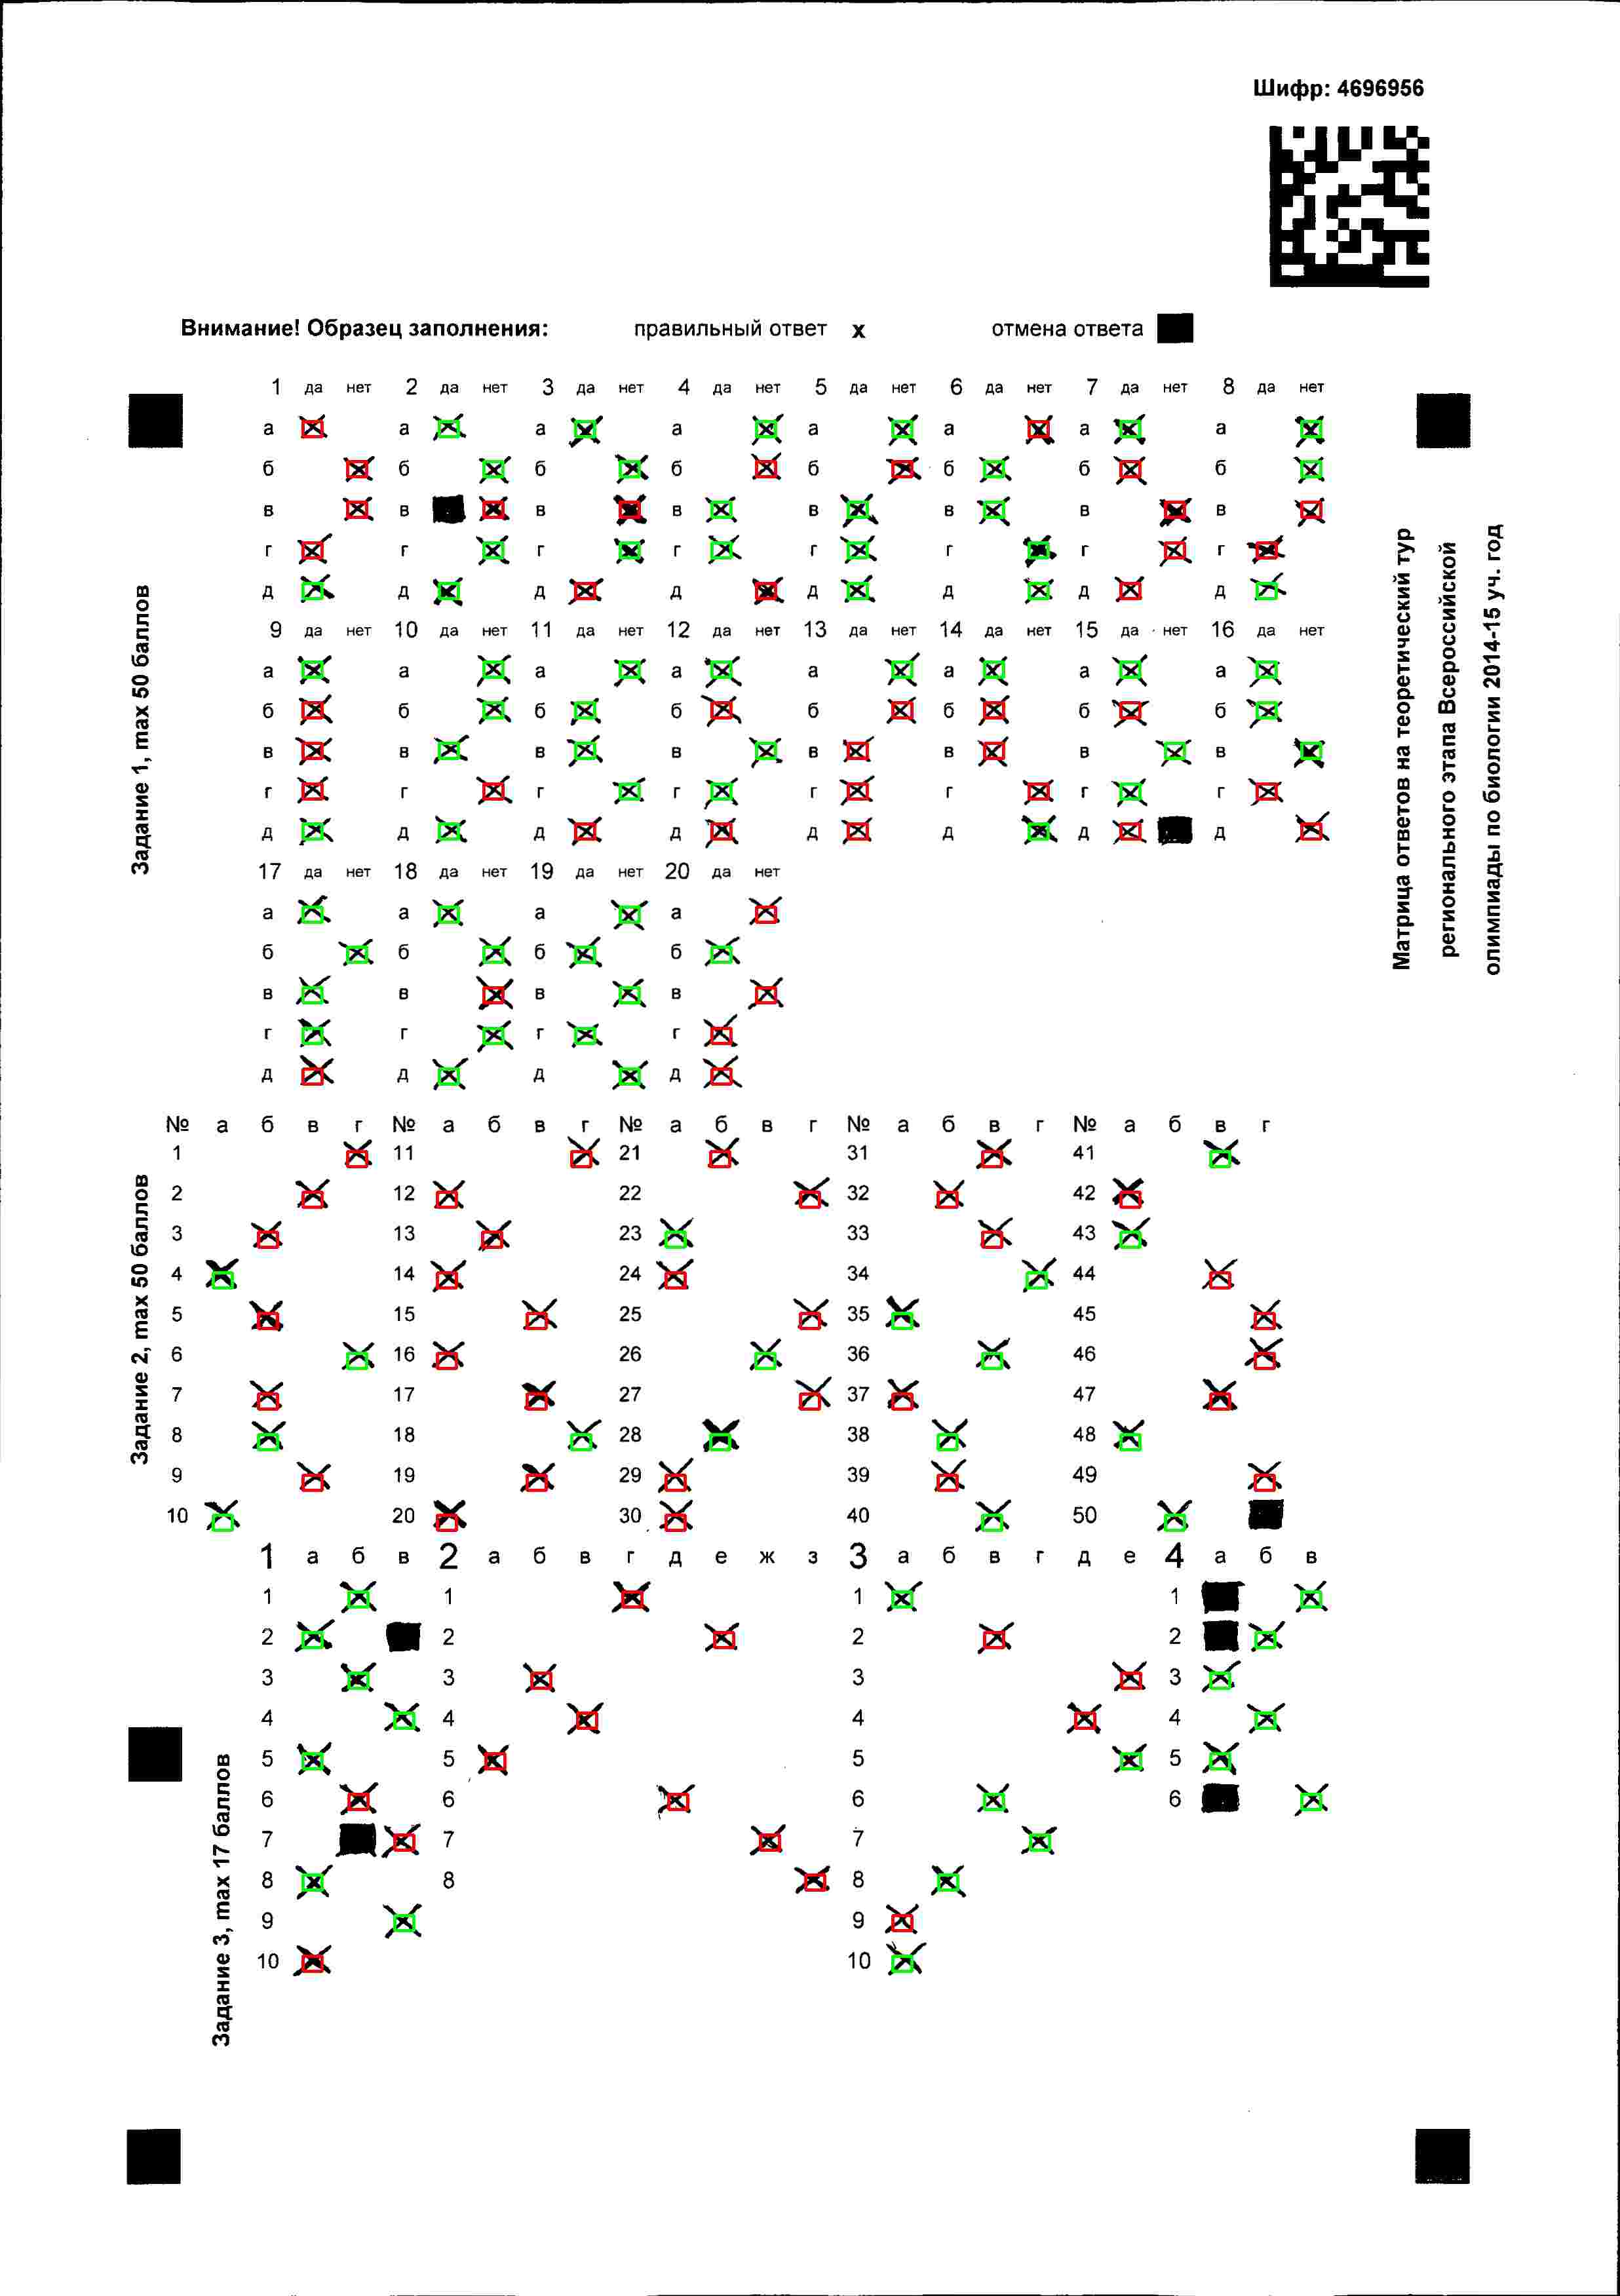 Шифр: 4696956
Внимание! Образец заполнения: правильный ответ x отмена ответа
Задание 1, max 50 баллов
1 да нет 2 да нет 3 да нет 4 да нет 5 да нет 6 да нет 7 да нет 8 да нет
а а а а а а а а
б б б б б б б б
в в в в в в в в
г г г г г г г г
д д д д д д д д
9 да нет 10 да нет 11 да нет 12 да нет 13 да нет 14 да нет 15 да нет 16 да нет
а а а а а а а а
б б б б б б б б
в в в в в в в в
г г г г г г г г
д д д д д д д д
17 да нет 18 да нет 19 да нет 20 да нет
а а а а
б б б б
в в в в
г г г г
д д д д
Матрица ответов на теоретический тур
регионального этапа Всероссийской
олимпиады по биологии 2014-15 уч. год
Задание 2, max 50 баллов
№ а б в г № а б в г № а б в г № а б в г № а б в г
1 11 21 31 41
2 12 22 32 42
3 13 23 33 43
4 14 24 34 44
5 15 25 35 45
6 16 26 36 46
7 17 27 37 47
8 18 28 38 48
9 19 29 39 49
10 20 30 40 50
Задание 3, max 17 баллов
1 а б в 2 а б в г д е ж з 3 а б в г д е 4 а б в
1 1 1 1
2 2 2 2
3 3 3 3
4 4 4 4
5 5 5 5
6 6 6 6
7 7 7
8 8 8
9 9
10 10